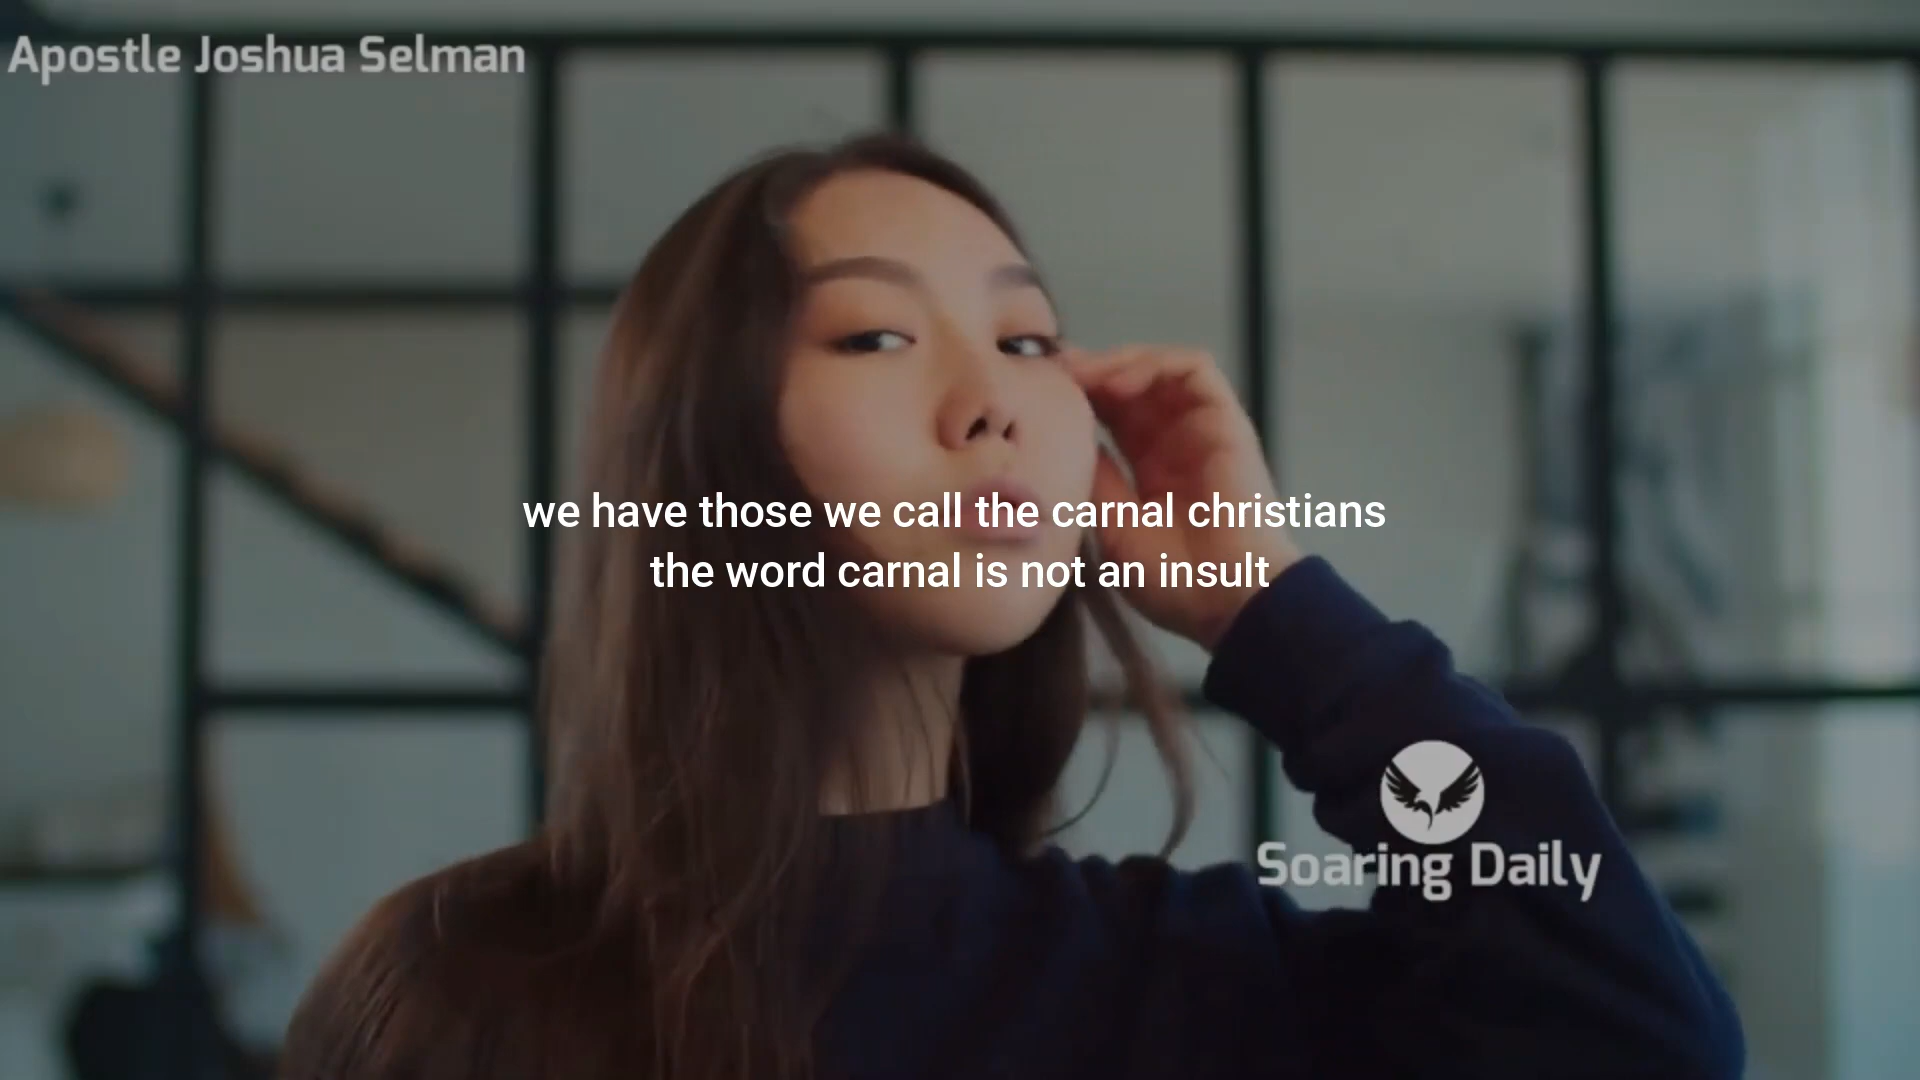 Apostle Joshua Selman
we have those we call the carnal christians
the word carnal is not an insult
Soaring Daily